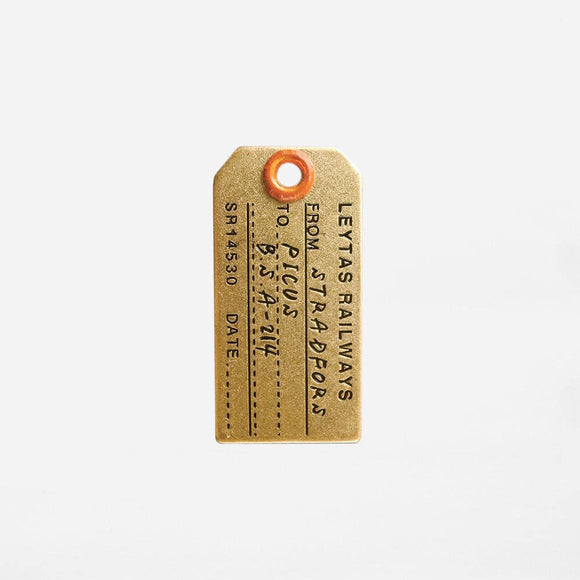 LEYTAS RAILWAYS
FROM STRADFORS
TO PICUS
B.S.A-214
SR14530 DATE